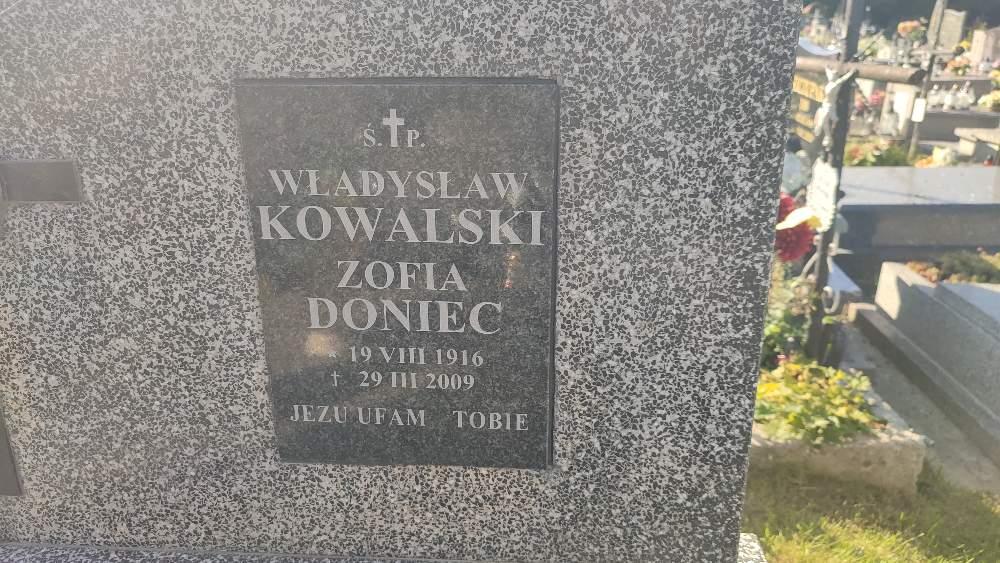 Ś. P.
WŁADYSŁAW
KOWALSKI
ZOFIA
DONIEC
* 19 VIII 1916
† 29 III 2009
JEZU UFAM TOBIE